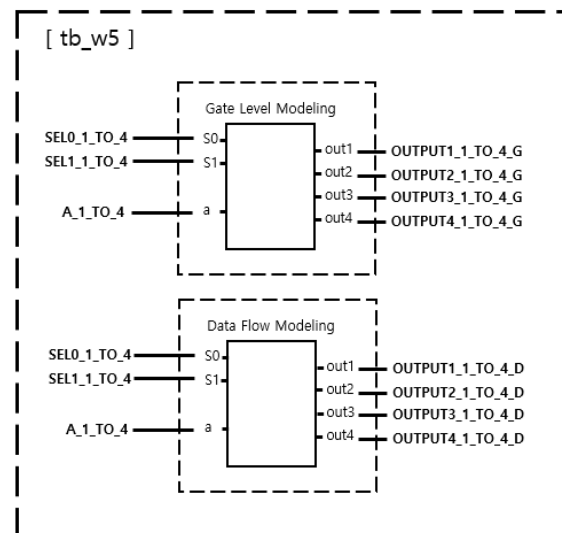 [ tb_w5 ]
Gate Level Modeling
SEL0_1_TO_4 S0 out1 OUTPUT1_1_TO_4_G
SEL1_1_TO_4 S1 out2 OUTPUT2_1_TO_4_G
out3 OUTPUT3_1_TO_4_G
A_1_TO_4 a out4 OUTPUT4_1_TO_4_G
Data Flow Modeling
SEL0_1_TO_4 S0 out1 OUTPUT1_1_TO_4_D
SEL1_1_TO_4 S1 out2 OUTPUT2_1_TO_4_D
out3 OUTPUT3_1_TO_4_D
A_1_TO_4 a out4 OUTPUT4_1_TO_4_D